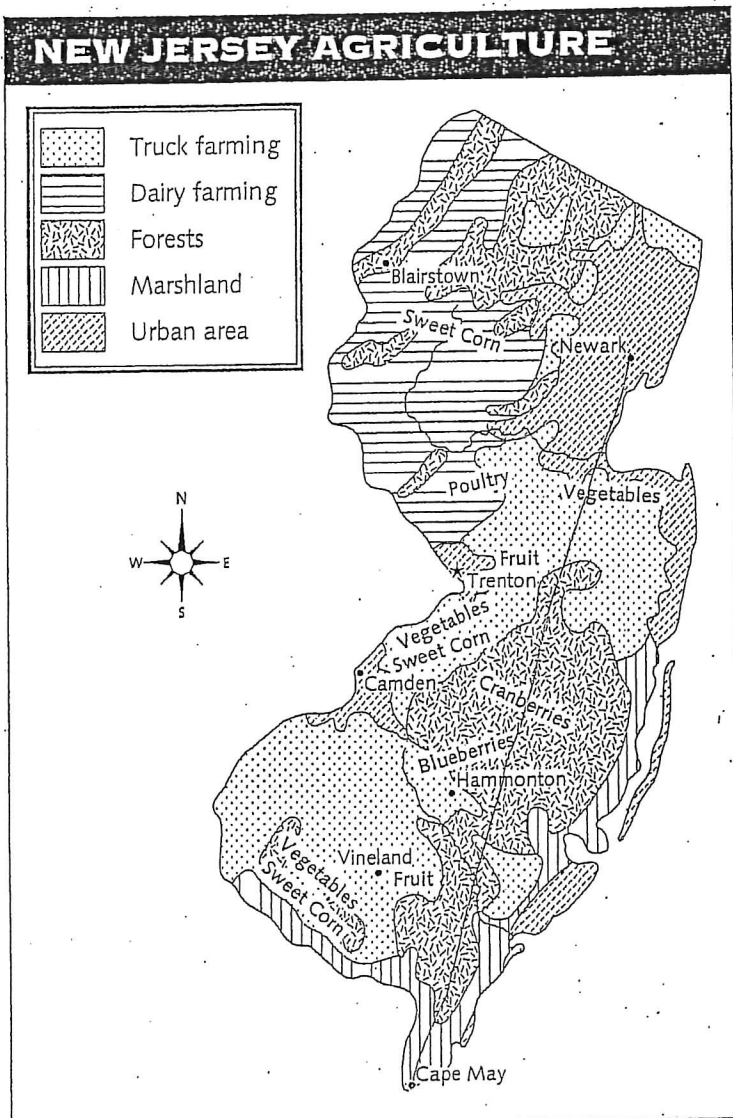 NEW JERSEY AGRICULTURE
Truck farming
Dairy farming
Forests
Marshland
Urban area
Blairstown
Sweet Corn
Newark
Poultry
Vegetables
N
W
E
S
Fruit
Trenton
Vegetables
Sweet Corn
Camden
Cranberries
Blueberries
Hammonton
Vineland
Vegetables
Fruit
Sweet Corn
Cape May